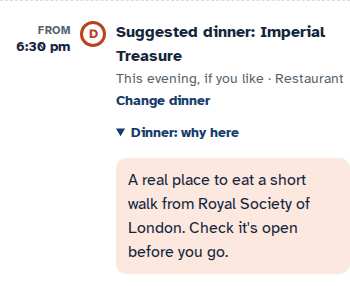 FROM
6:30 pm
D
Suggested dinner: Imperial
Treasure
This evening, if you like · Restaurant
Change dinner
▼ Dinner: why here
A real place to eat a short
walk from Royal Society of
London. Check it's open
before you go.